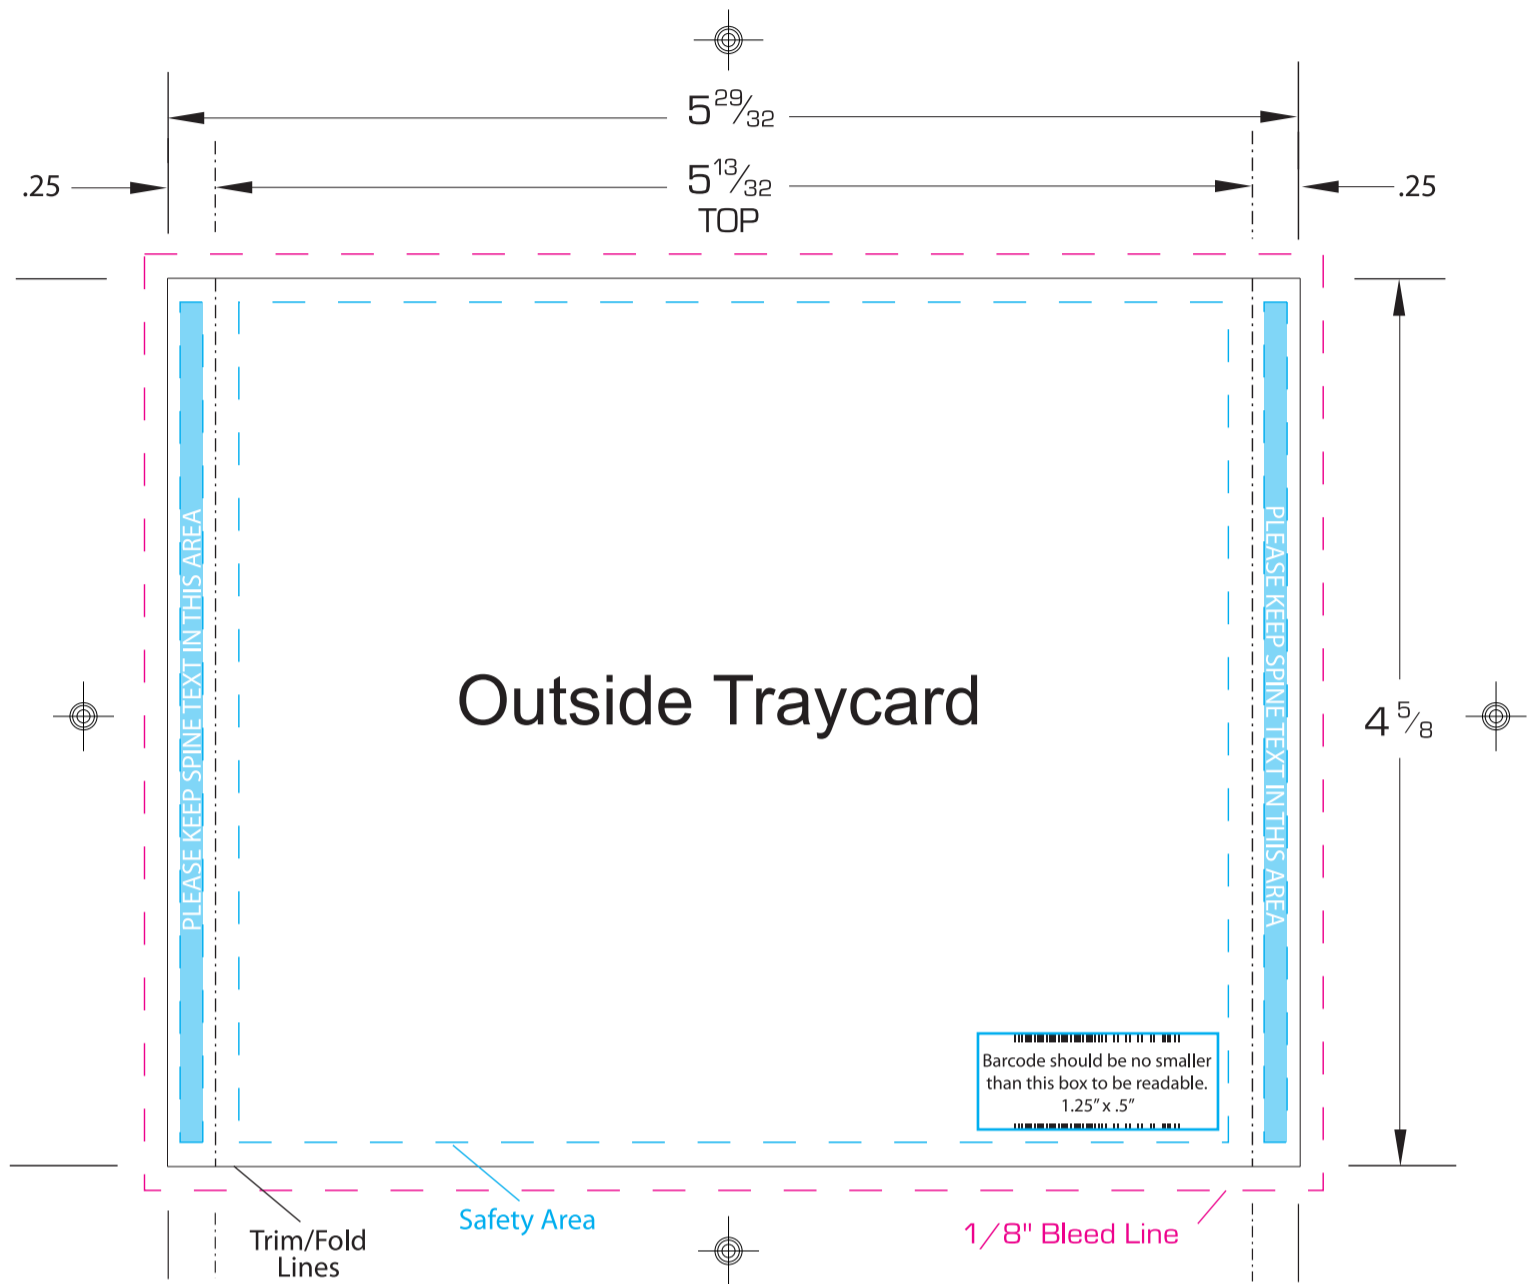 5 29/32
.25
5 13/32
.25
TOP
PLEASE KEEP SPINE TEXT IN THIS AREA
PLEASE KEEP SPINE TEXT IN THIS AREA
Outside Traycard
4 5/8
Barcode should be no smaller
than this box to be readable.
1.25" x .5"
Safety Area
1/8" Bleed Line
Trim/Fold
Lines